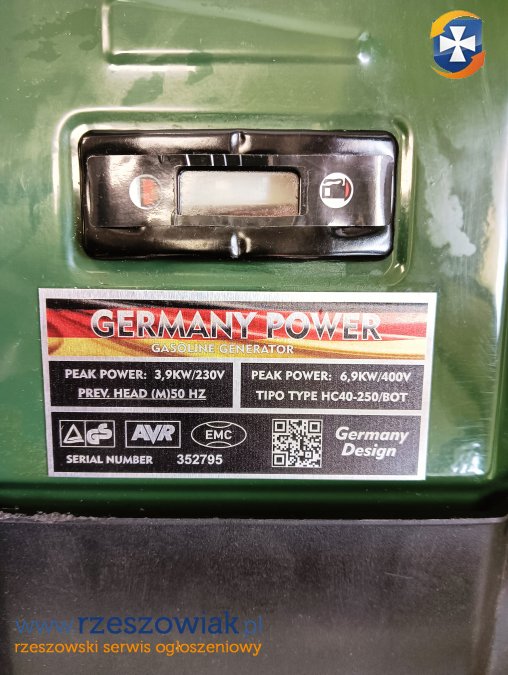 GERMANY POWER
GASOLINE GENERATOR
PEAK POWER: 3,9KW/230V
PREV. HEAD (M)50 HZ
PEAK POWER: 6,9KW/400V
TIPO TYPE HC40-250/BOT
GS
AVR
EMC
Germany
Design
SERIAL NUMBER 352795
www.rzeszowiak.pl
rzeszowski serwis ogłoszeniowy